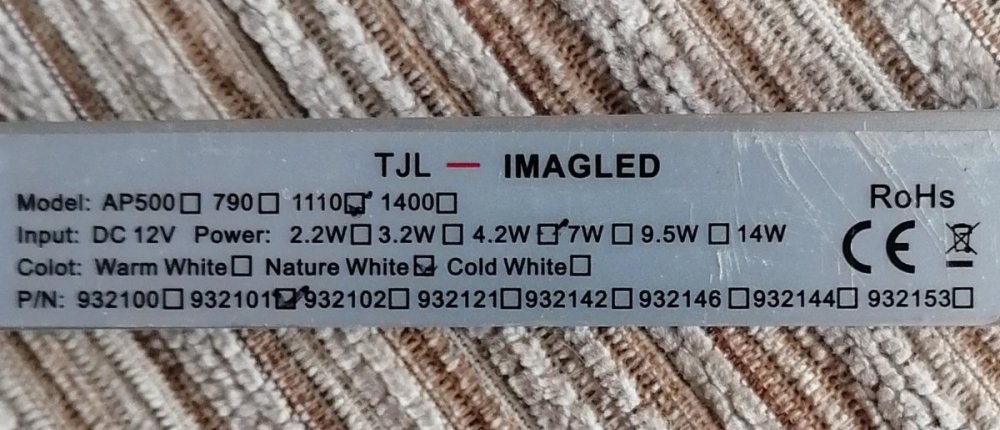 TJL — IMAGLED
Model: AP500☐ 790☐ 1110☑ 1400☐
Input: DC 12V Power: 2.2W☐ 3.2W☐ 4.2W☑ 7W☐ 9.5W☐ 14W
Colot: Warm White☐ Nature White☑ Cold White☐
P/N: 932100☐ 932101☑ 932102☐ 932121☐ 932142☐ 932146☐ 932144☐ 932153☐
RoHs
CE